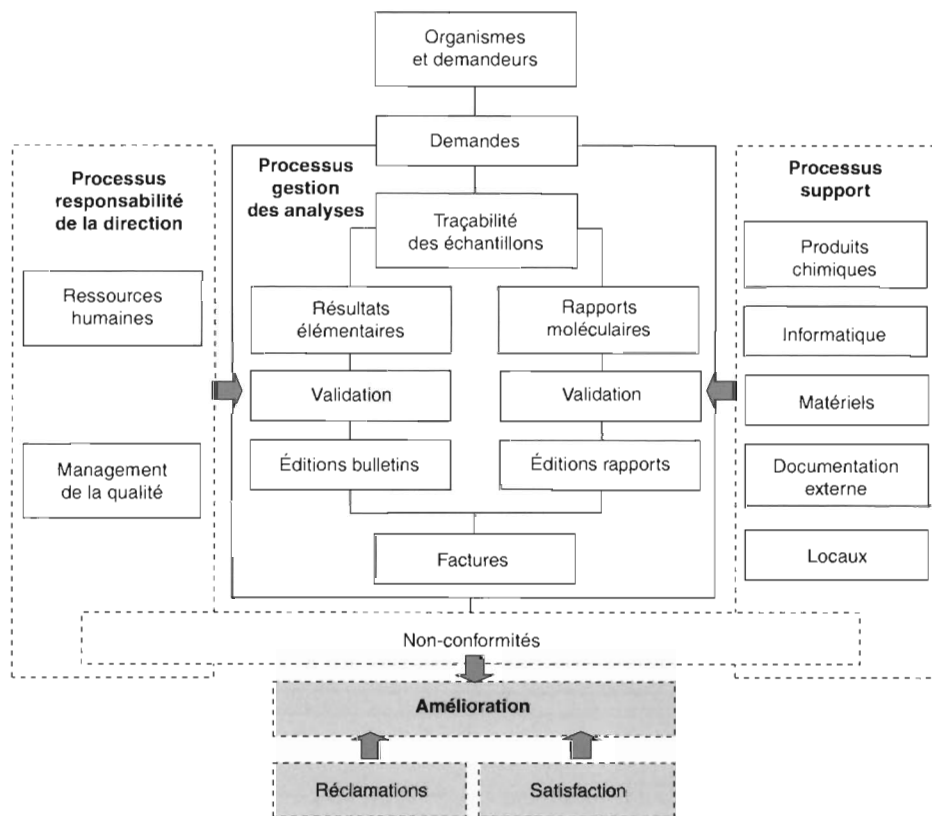 Organismes
et demandeurs
Demandes
Processus
responsabilité
de la direction
Ressources
humaines
Management
de la qualité
Processus
gestion
des analyses
Traçabilité
des échantillons
Résultats
élémentaires
Rapports
moléculaires
Validation
Validation
Éditions bulletins
Éditions rapports
Factures
Processus
support
Produits
chimiques
Informatique
Matériels
Documentation
externe
Locaux
Non-conformités
Amélioration
Réclamations
Satisfaction